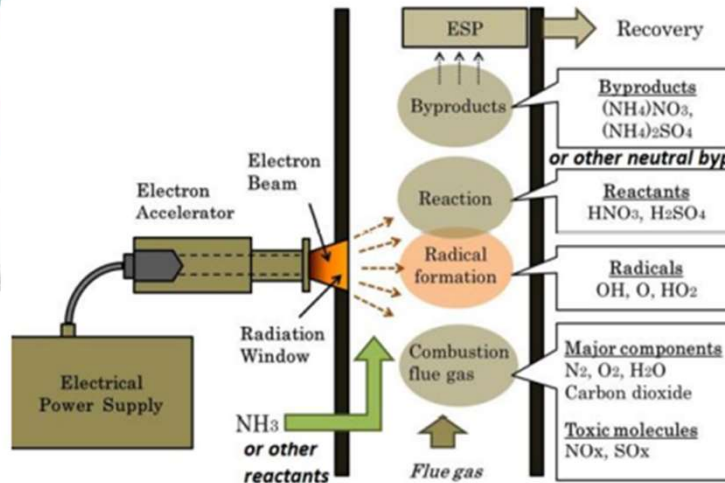 ESP
Recovery
Byproducts
Byproducts
(NH4)NO3,
(NH4)2SO4
or other neutral byp
Electron
Beam
Electron
Accelerator
Reaction
Reactants
HNO3, H2SO4
Radical
formation
Radicals
OH, O, HO2
Radiation
Window
Combustion
flue gas
Major components
N2, O2, H2O
Carbon dioxide
Toxic molecules
NOx, SOx
Electrical
Power Supply
NH3
or other
reactants
Flue gas